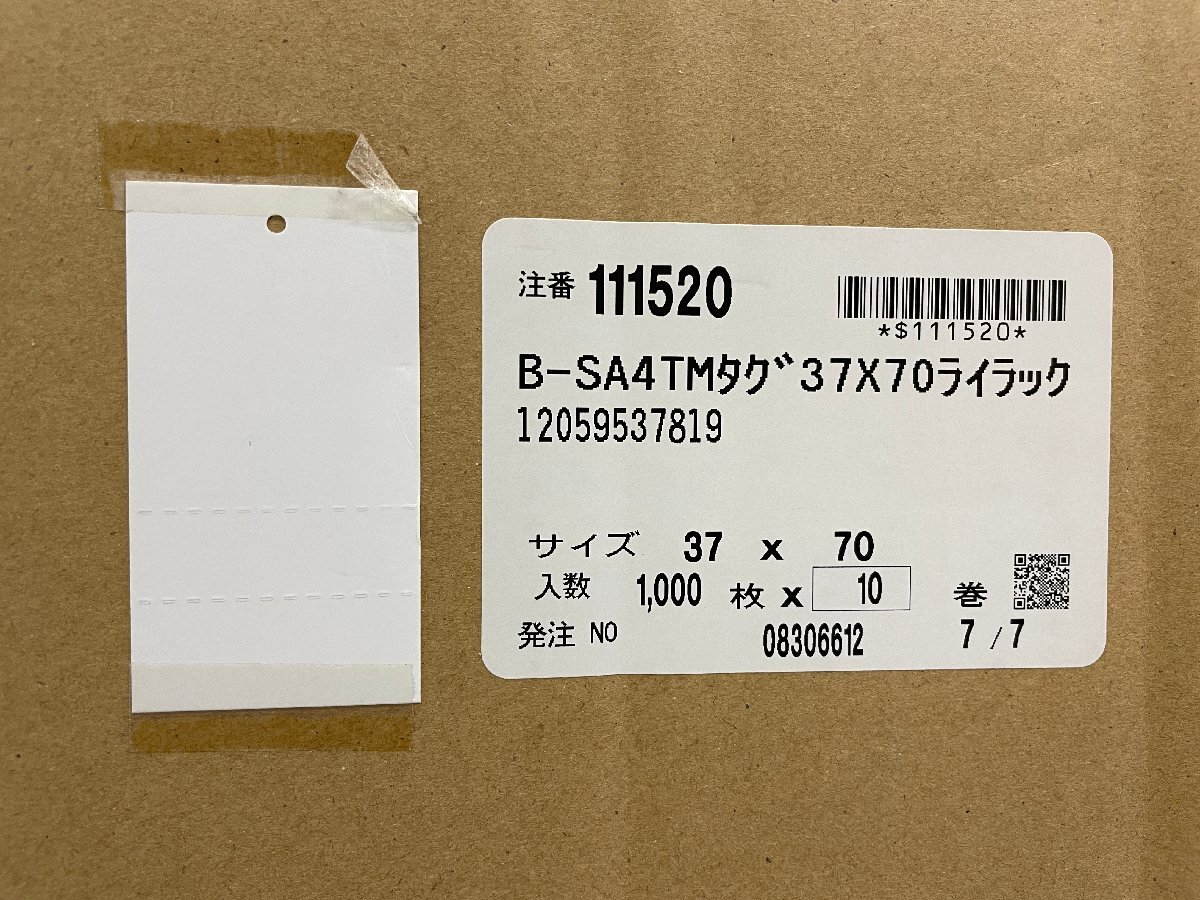 注番 111520
*$111520*
B-SA4TMﾀｸﾞ37X70ﾗｲﾗｯｸ
12059537819
サイズ 37 x 70
入数 1,000 枚 x 10 巻
発注 NO 08306612 7 / 7